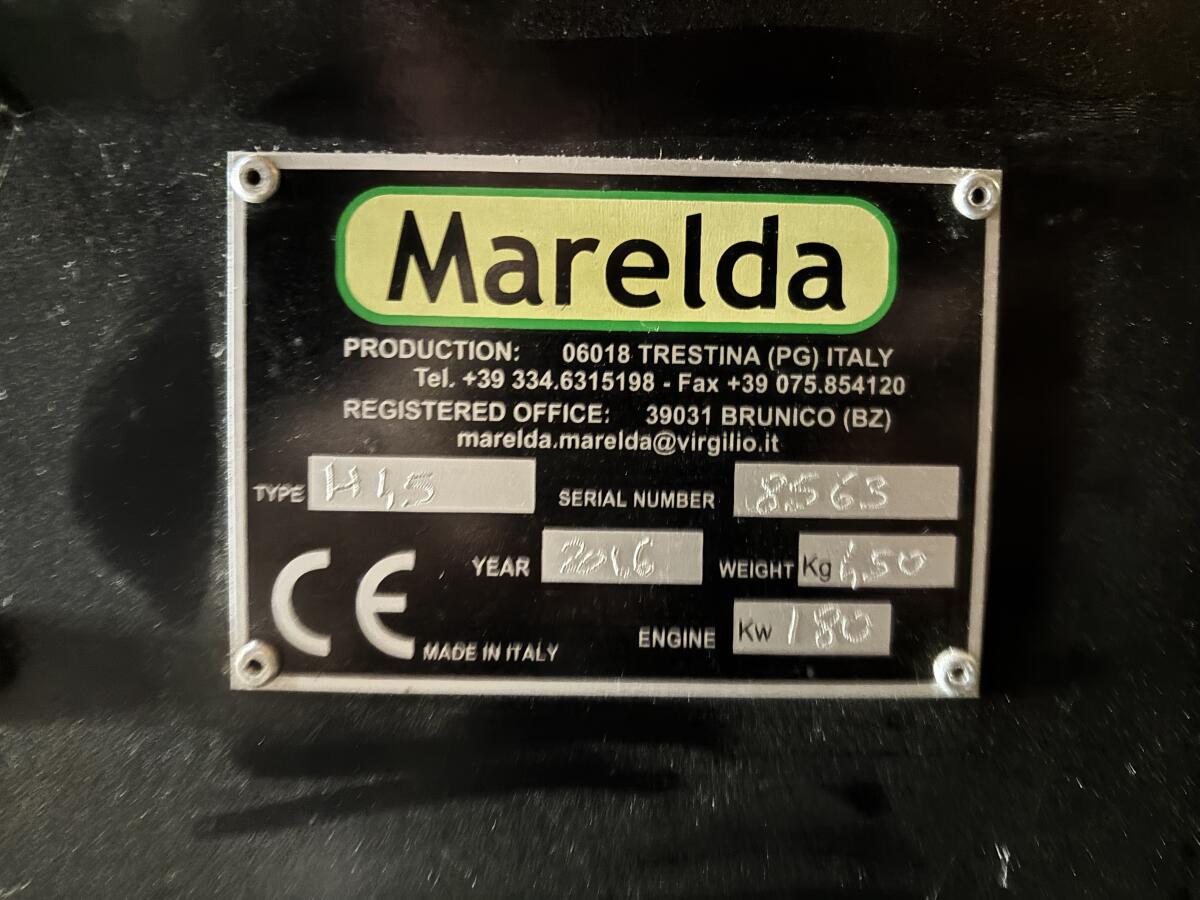 Marelda
PRODUCTION: 06018 TRESTINA (PG) ITALY
Tel. +39 334.6315198 - Fax +39 075.854120
REGISTERED OFFICE: 39031 BRUNICO (BZ)
marelda.marelda@virgilio.it
TYPE H 1,5 SERIAL NUMBER 8563
YEAR 2016 WEIGHT Kg 650
CE MADE IN ITALY ENGINE Kw 180